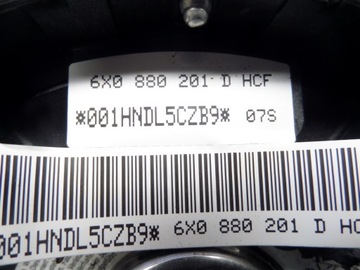 6X0 880 201 D HCF
*001HNDL5CZB9* 07S
001HNDL5CZB9* 6X0 880 201 D HC